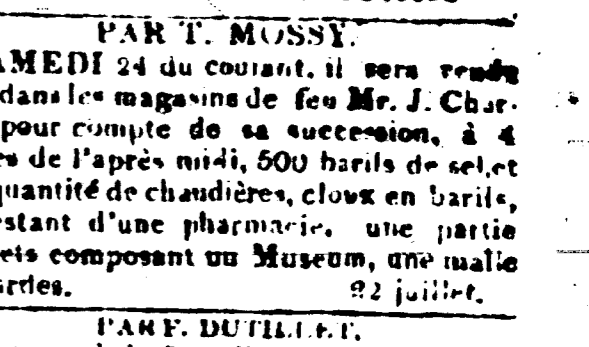 PAR T. MOSSY.
AMEDI 24 du courant, il sera vendu
dans les magasins de feu Mr. J. Char-
pour compte de sa succession, à 4
es de l'après midi, 500 barils de sel, et
quantité de chaudières, cloux en barils,
estant d'une pharmacie, une partie
ets composant un Museum, une malle
ardes. 22 juillet.
PAR F. DUTILLET.